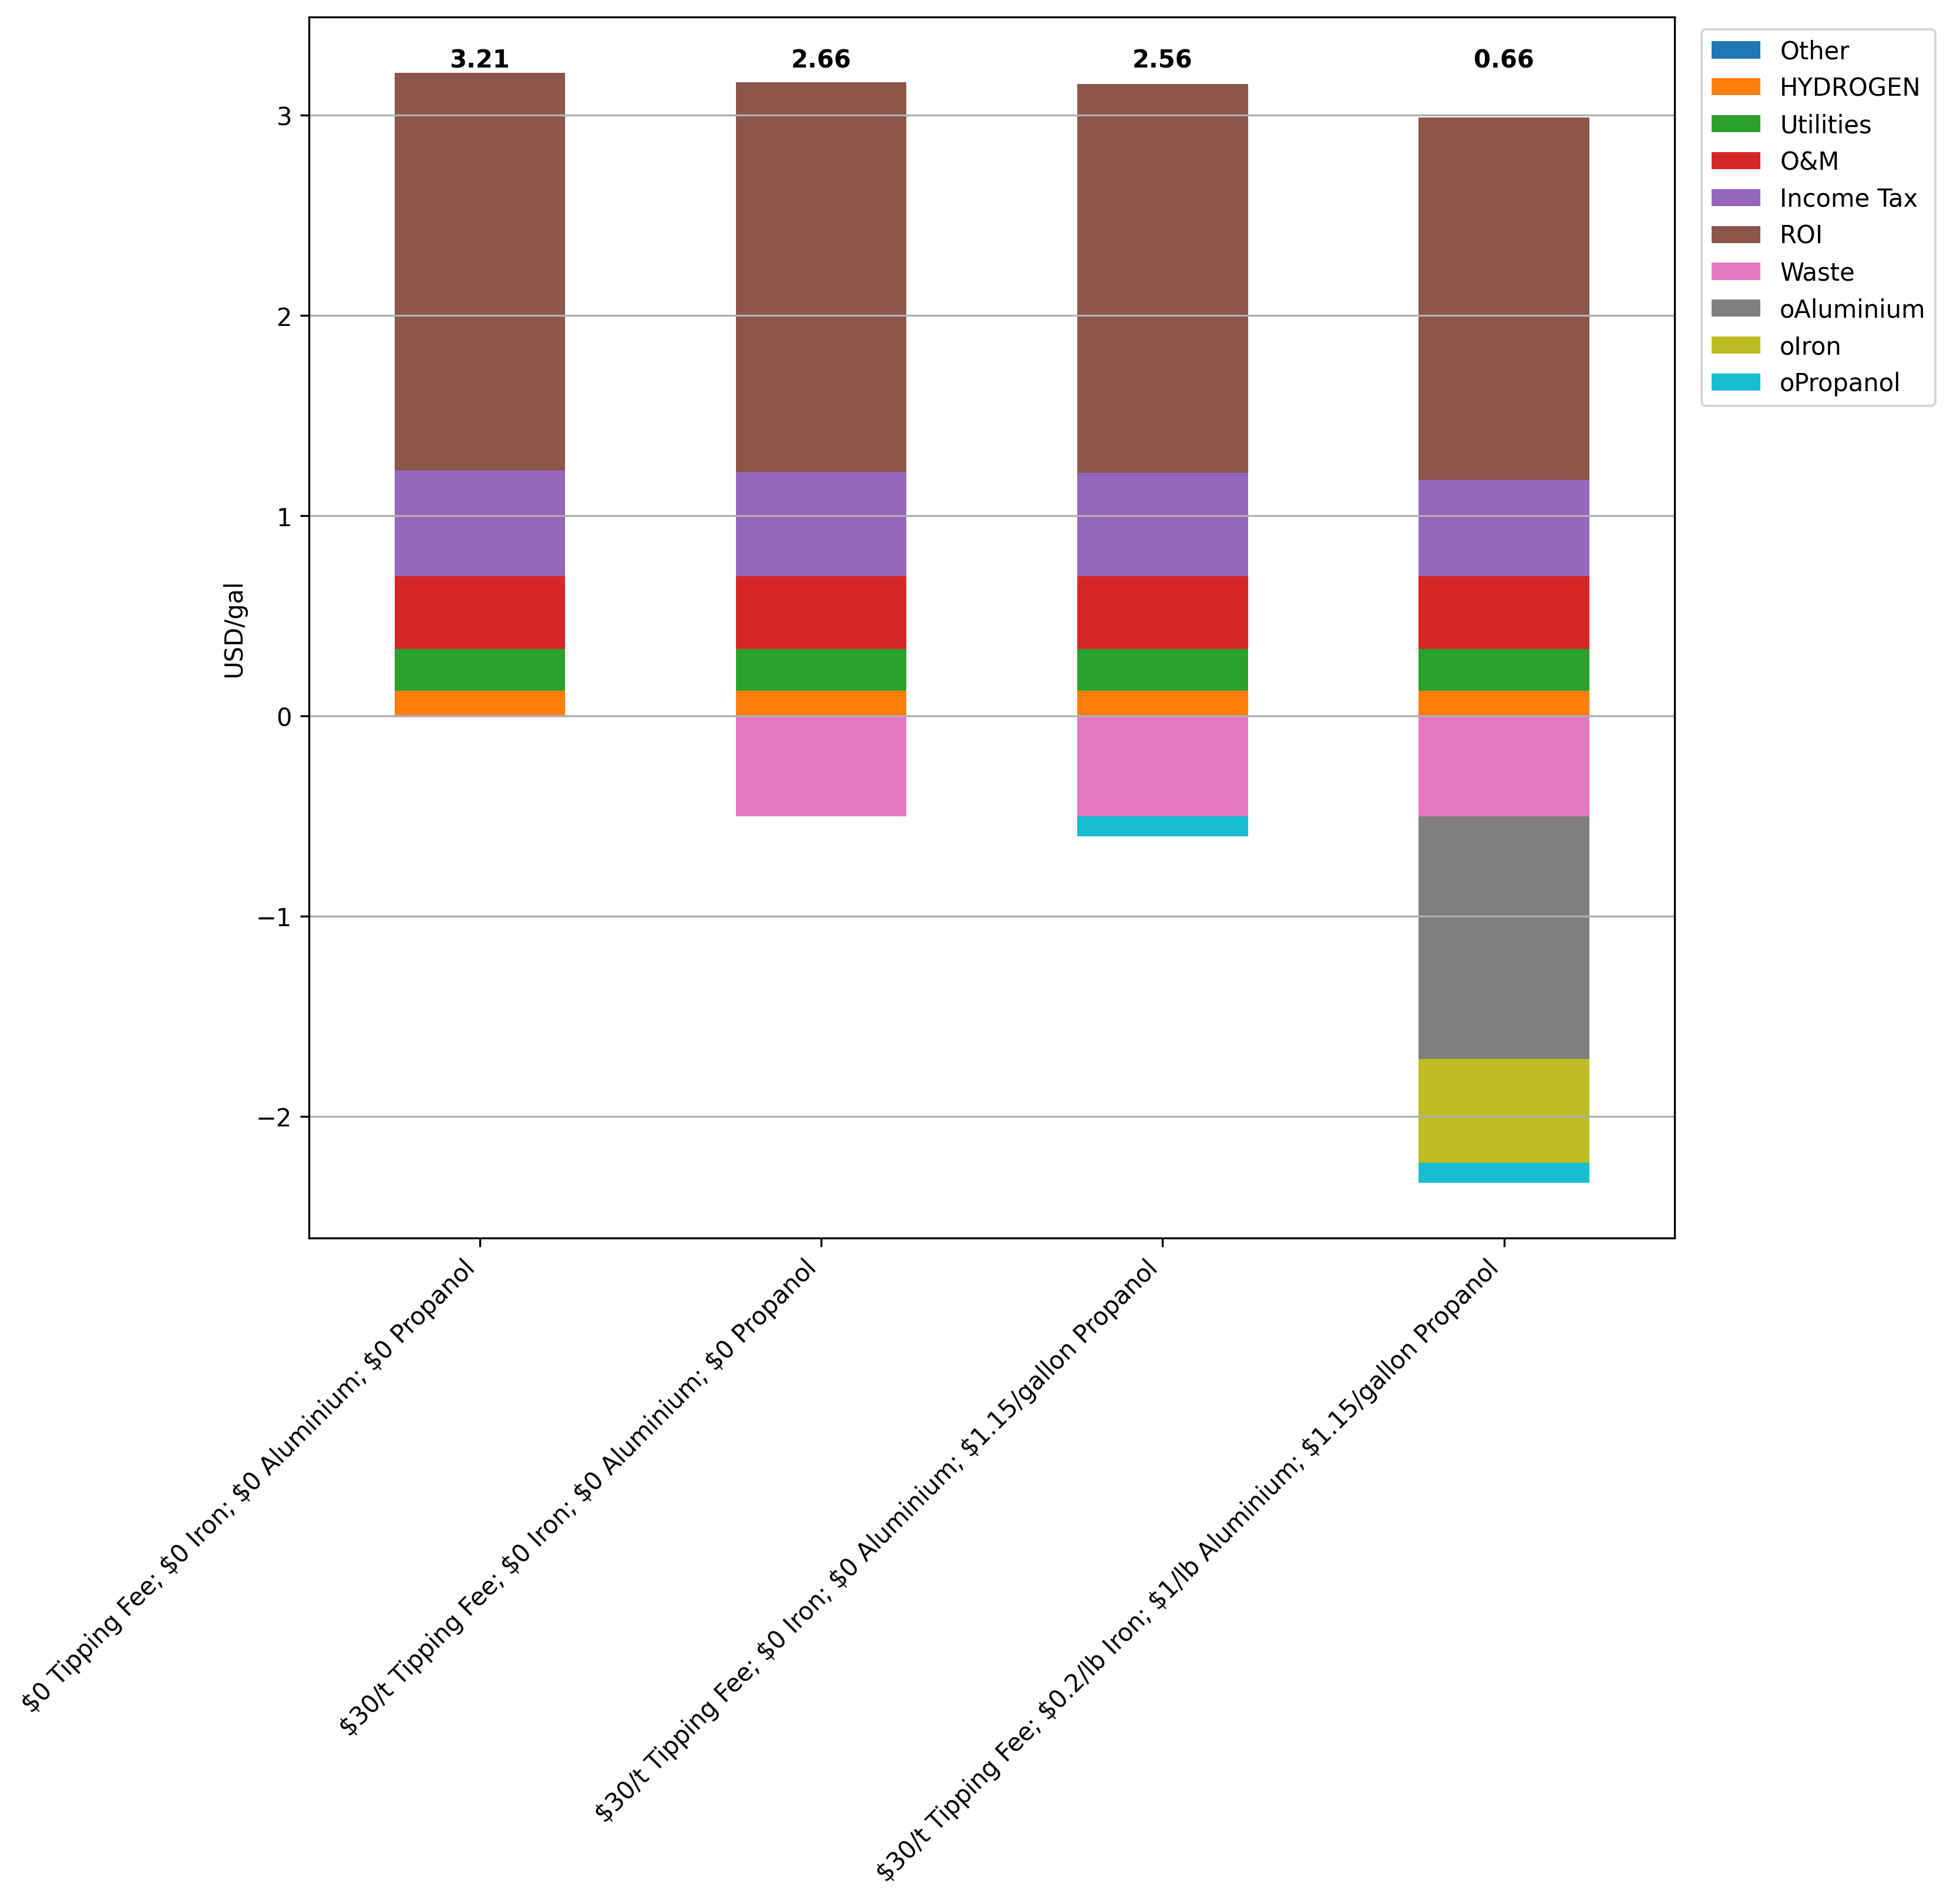 3.21
2.66
2.56
0.66
Other
HYDROGEN
Utilities
O&M
Income Tax
ROI
Waste
oAluminium
oIron
oPropanol
USD/gal
3
2
1
0
−1
−2
$0 Tipping Fee; $0 Iron; $0 Aluminium; $0 Propanol
$30/t Tipping Fee; $0 Iron; $0 Aluminium; $0 Propanol
$30/t Tipping Fee; $0 Iron; $0 Aluminium; $1.15/gallon Propanol
$30/t Tipping Fee; $0.2/lb Iron; $1/lb Aluminium; $1.15/gallon Propanol